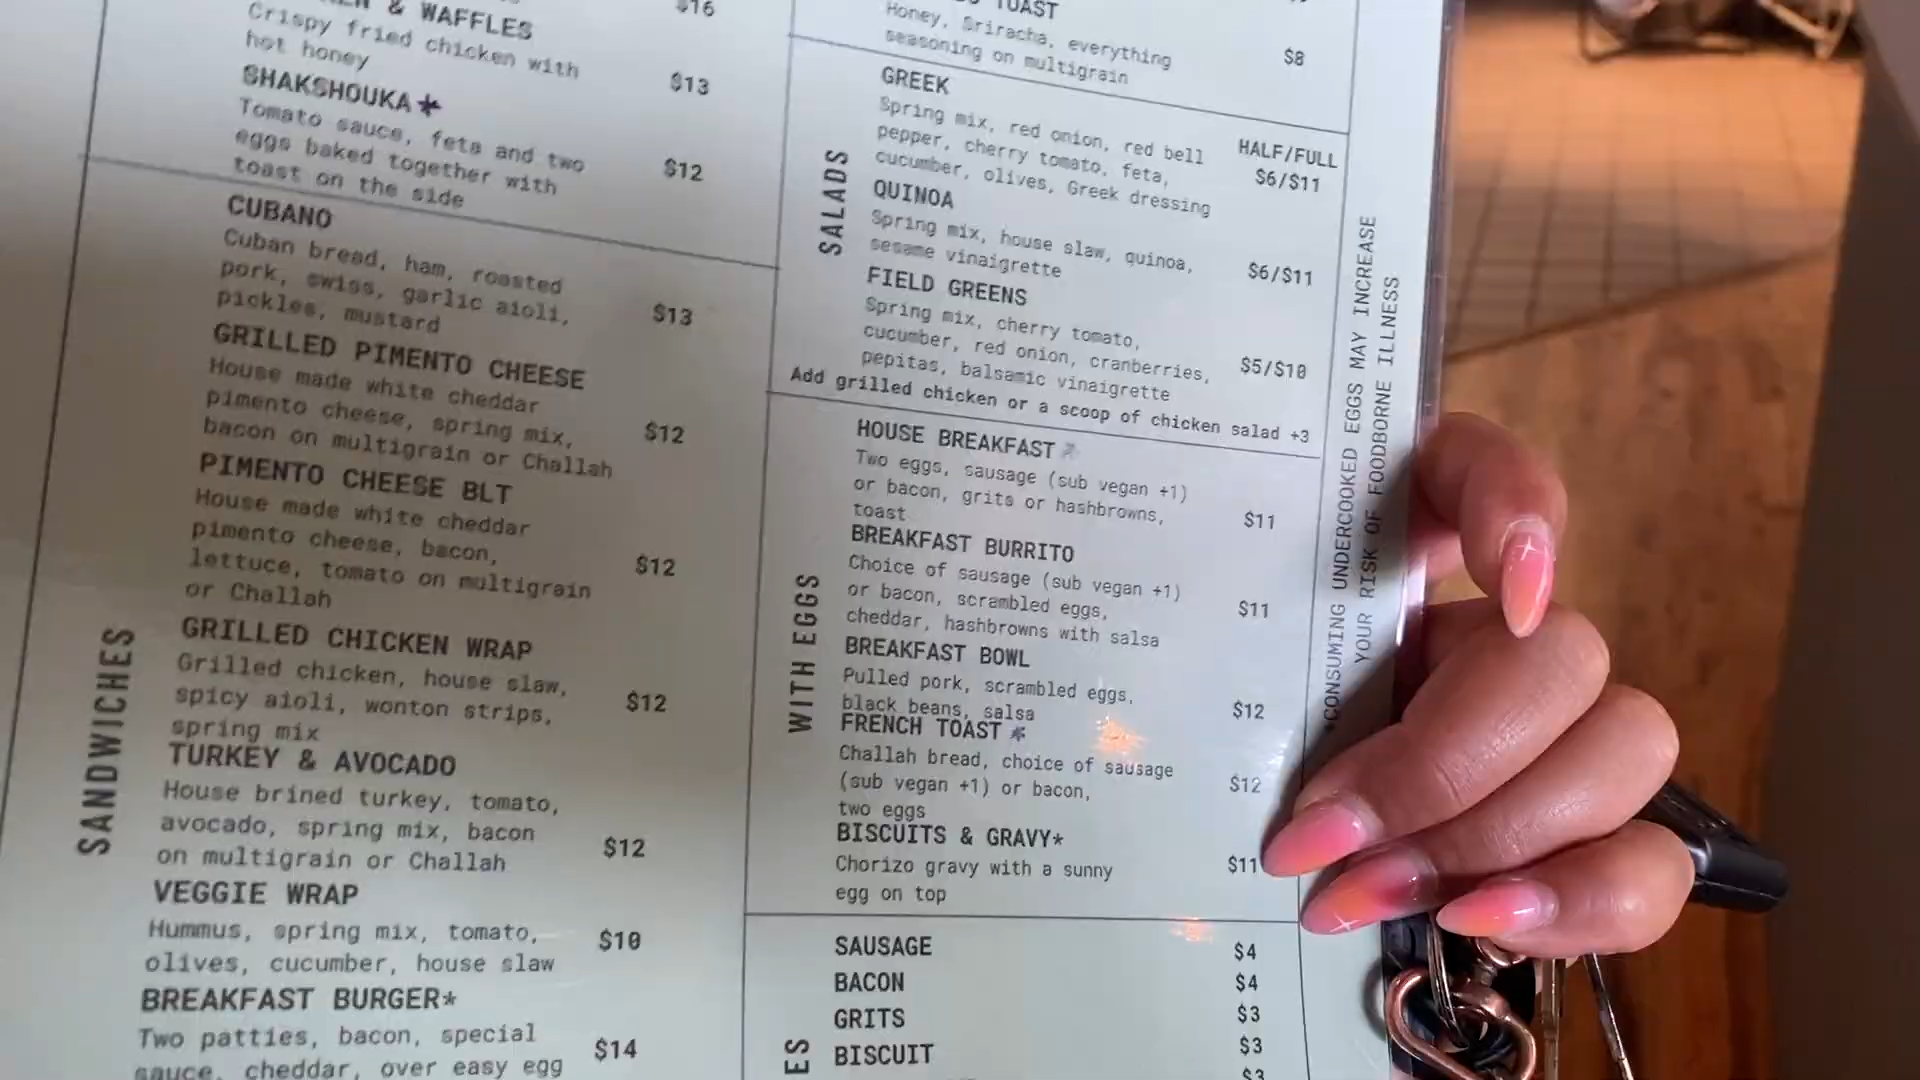 & WAFFLES
$16
Crispy fried chicken with
hot honey
$13
SHAKSHOUKA*
Tomato sauce, feta and two
eggs baked together with
toast on the side
$12
SANDWICHES
CUBANO
Cuban bread, ham, roasted
pork, swiss, garlic aioli,
pickles, mustard
$13
GRILLED PIMENTO CHEESE
House made white cheddar
pimento cheese, spring mix,
bacon on multigrain or Challah
$12
PIMENTO CHEESE BLT
House made white cheddar
pimento cheese, bacon,
lettuce, tomato on multigrain
or Challah
$12
GRILLED CHICKEN WRAP
Grilled chicken, house slaw,
spicy aioli, wonton strips,
spring mix
$12
TURKEY & AVOCADO
House brined turkey, tomato,
avocado, spring mix, bacon
on multigrain or Challah
$12
VEGGIE WRAP
Hummus, spring mix, tomato,
olives, cucumber, house slaw
$10
BREAKFAST BURGER*
Two patties, bacon, special
sauce, cheddar, over easy egg
$14
TOAST
Honey, Sriracha, everything
seasoning on multigrain
$8
SALADS
GREEK
Spring mix, red onion, red bell
pepper, cherry tomato, feta,
cucumber, olives, Greek dressing
HALF/FULL
$6/$11
QUINOA
Spring mix, house slaw, quinoa,
sesame vinaigrette
$6/$11
FIELD GREENS
Spring mix, cherry tomato,
cucumber, red onion, cranberries,
pepitas, balsamic vinaigrette
$5/$10
Add grilled chicken or a scoop of chicken salad +3
WITH EGGS
HOUSE BREAKFAST*
Two eggs, sausage (sub vegan +1)
or bacon, grits or hashbrowns,
toast
$11
BREAKFAST BURRITO
Choice of sausage (sub vegan +1)
or bacon, scrambled eggs,
cheddar, hashbrowns with salsa
$11
BREAKFAST BOWL
Pulled pork, scrambled eggs,
black beans, salsa
$12
FRENCH TOAST*
Challah bread, choice of sausage
(sub vegan +1) or bacon,
two eggs
$12
BISCUITS & GRAVY*
Chorizo gravy with a sunny
egg on top
$11
SAUSAGE $4
BACON $4
GRITS $3
BISCUIT $3
$3
*CONSUMING UNDERCOOKED EGGS MAY INCREASE
YOUR RISK OF FOODBORNE ILLNESS